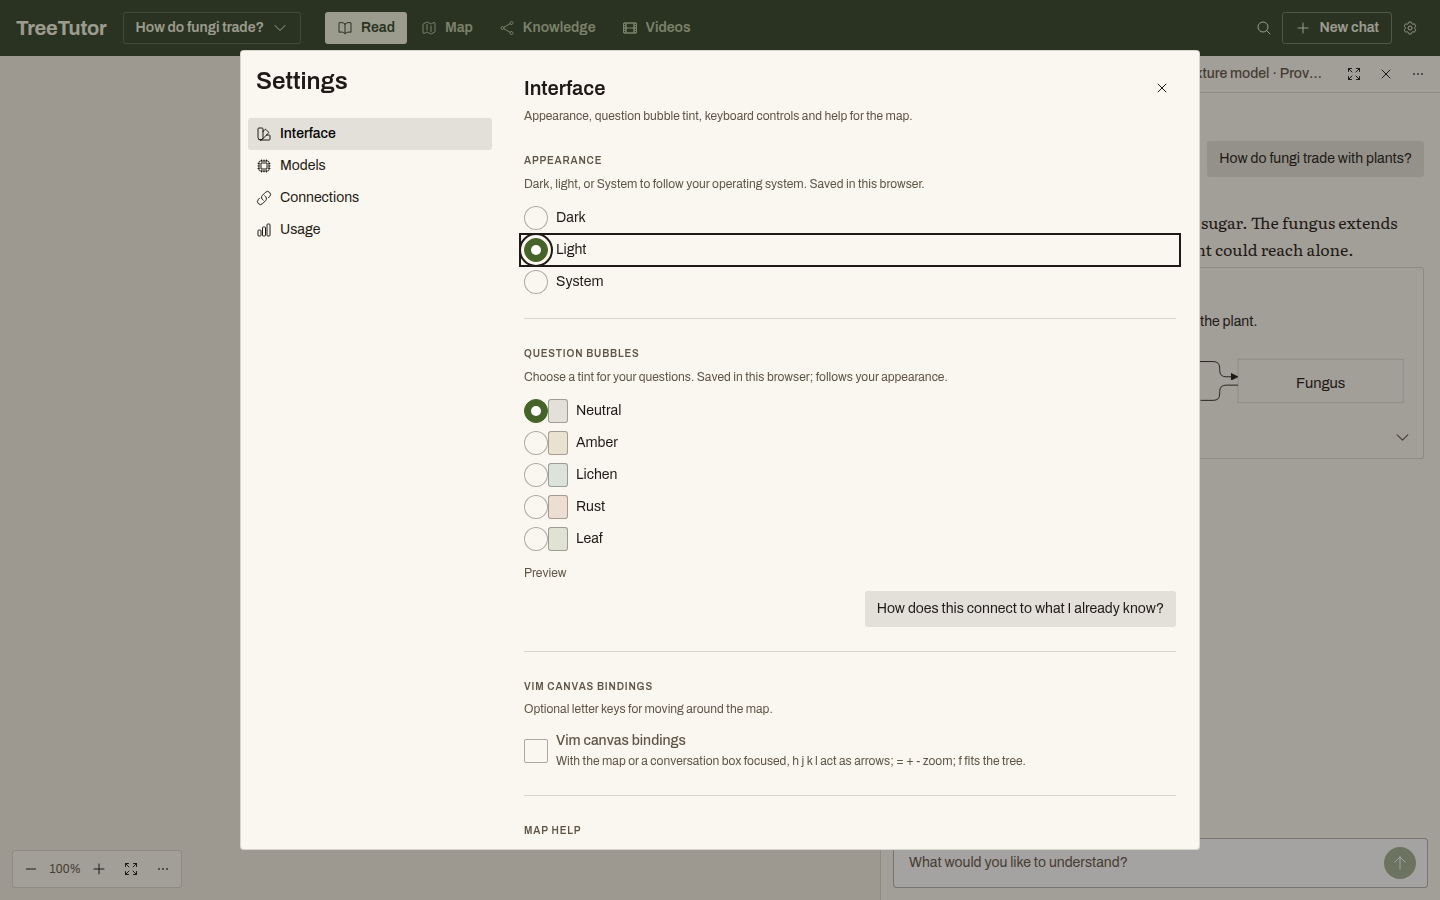 TreeTutor
How do fungi trade?
Read
Map
Knowledge
Videos
New chat
Settings
Interface
Models
Connections
Usage
Interface
Appearance, question bubble tint, keyboard controls and help for the map.
APPEARANCE
Dark, light, or System to follow your operating system. Saved in this browser.
Dark
Light
System
QUESTION BUBBLES
Choose a tint for your questions. Saved in this browser; follows your appearance.
Neutral
Amber
Lichen
Rust
Leaf
Preview
How does this connect to what I already know?
VIM CANVAS BINDINGS
Optional letter keys for moving around the map.
Vim canvas bindings
With the map or a conversation box focused, h j k l act as arrows; = + - zoom; f fits the tree.
MAP HELP
model · Prov...
How do fungi trade with plants?
sugar. The fungus extends
could reach alone.
the plant.
Fungus
100%
What would you like to understand?